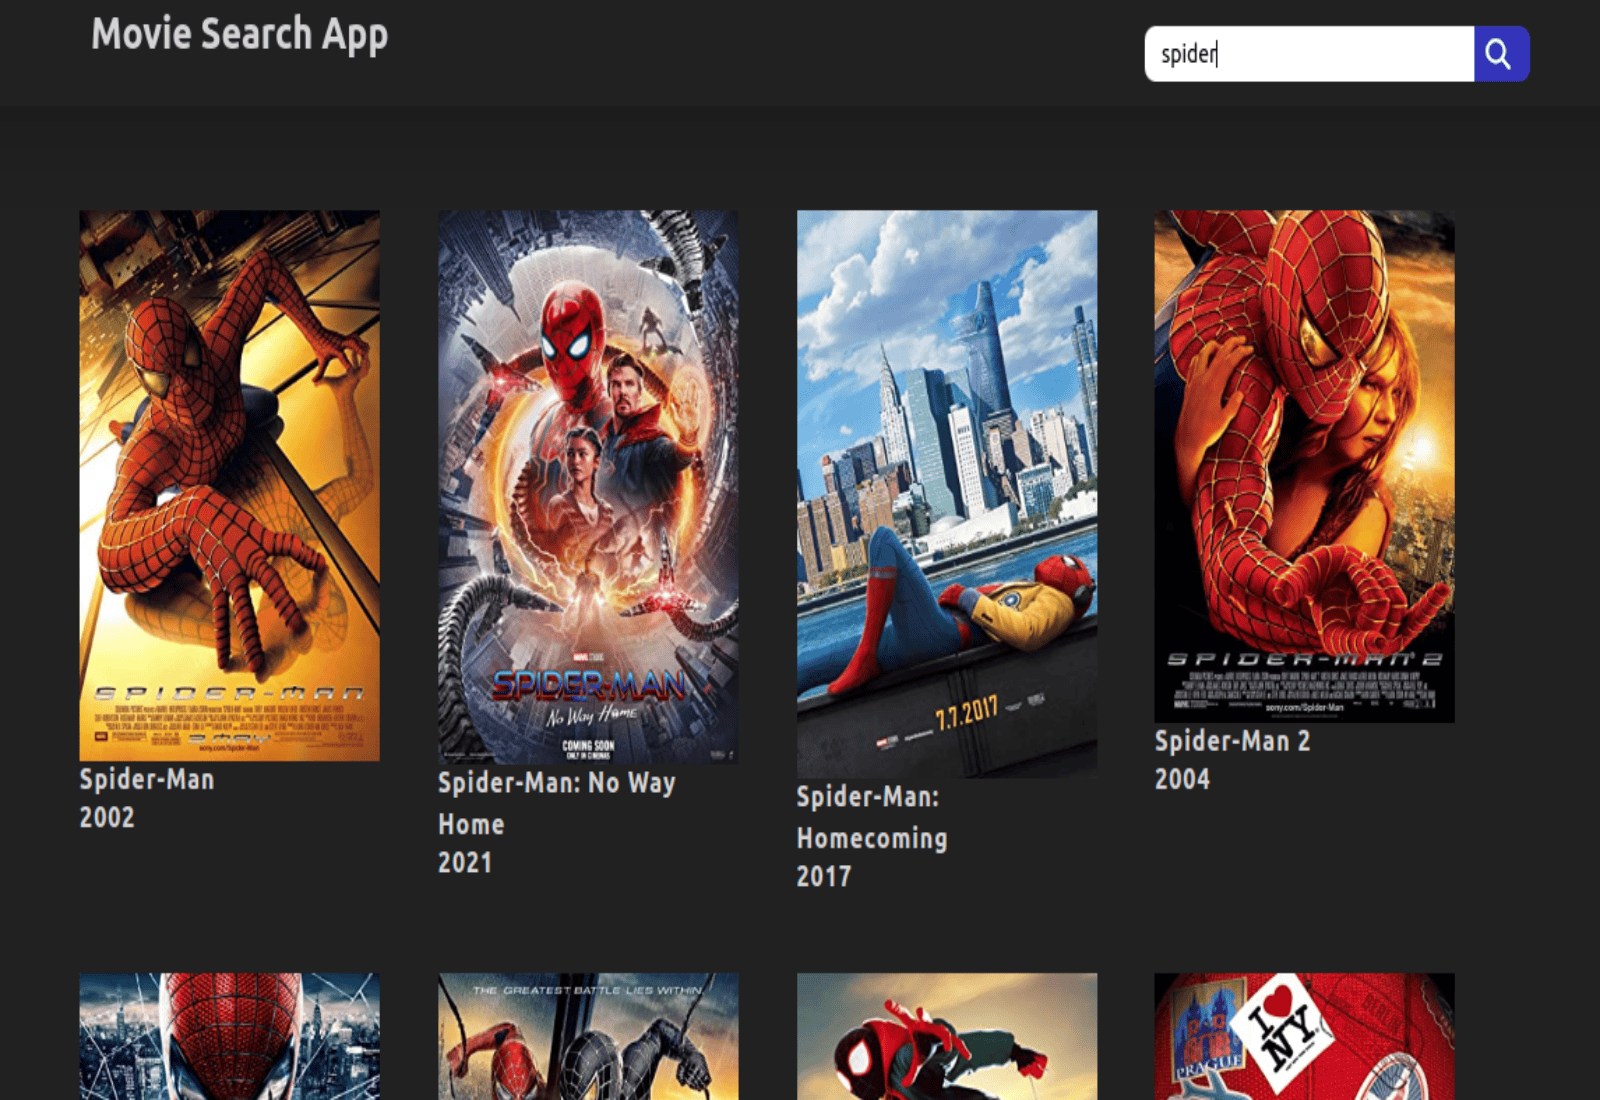 Movie Search App
spider
SPIDER-MAN
sony.com/Spider-Man
Spider-Man
2002
MARVEL STUDIOS
SPIDER-MAN
No Way Home
COMING SOON
ONLY IN CINEMAS
Spider-Man: No Way
Home
2021
7.7.2017
Spider-Man:
Homecoming
2017
SPIDER-MAN 2
sony.com/Spider-Man
Spider-Man 2
2004
THE GREATEST BATTLE LIES WITHIN.
PRAGUE
I
NY